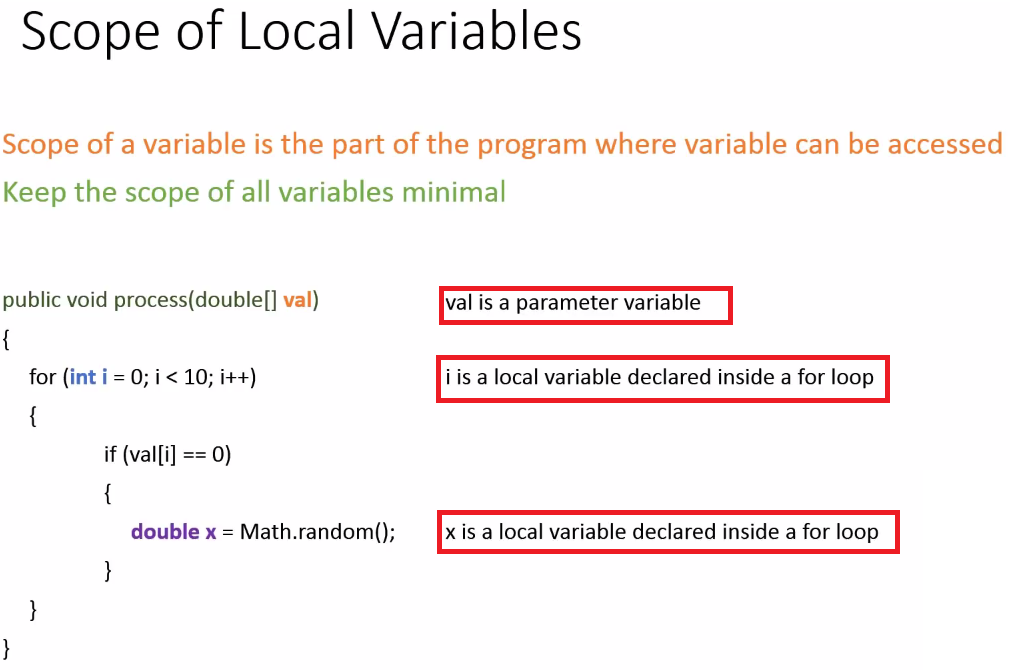 Scope of Local Variables
Scope of a variable is the part of the program where variable can be accessed
Keep the scope of all variables minimal
public void process(double[] val) val is a parameter variable
{
for (int i = 0; i < 10; i++) i is a local variable declared inside a for loop
{
if (val[i] == 0)
{
double x = Math.random(); x is a local variable declared inside a for loop
}
}
}